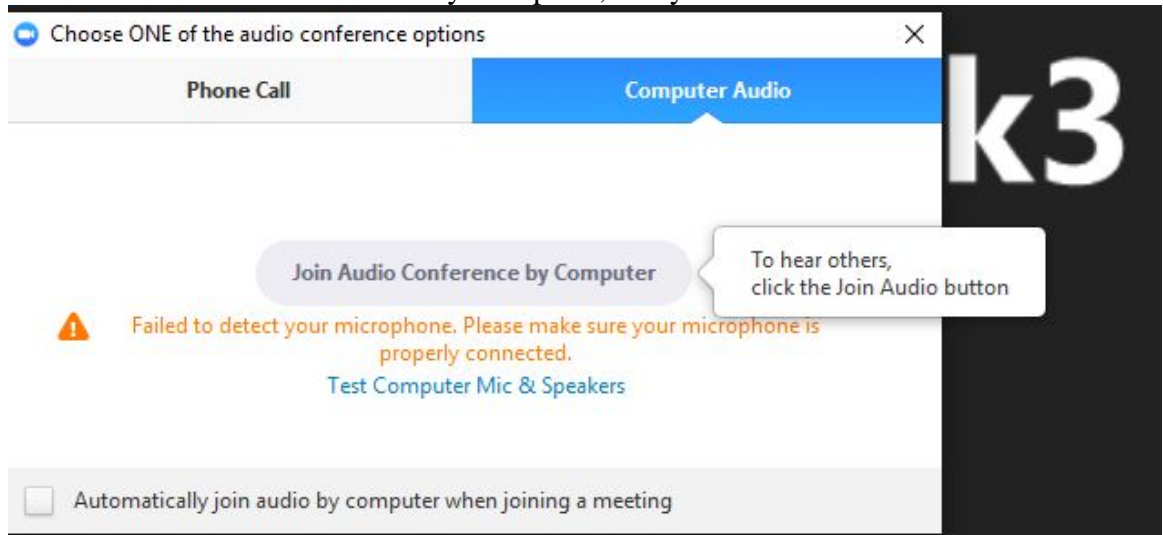 Choose ONE of the audio conference options
Phone Call
Computer Audio
k3
Join Audio Conference by Computer
To hear others,
click the Join Audio button
Failed to detect your microphone. Please make sure your microphone is
properly connected.
Test Computer Mic & Speakers
Automatically join audio by computer when joining a meeting